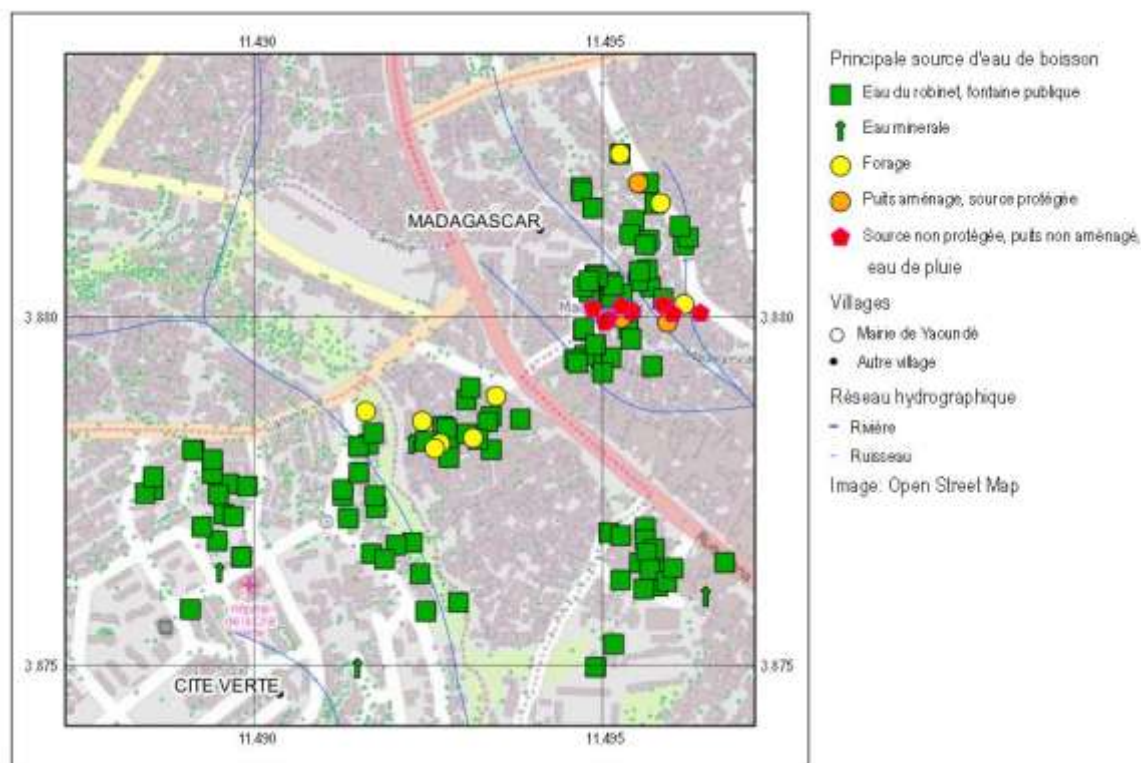 11.490 11.495
MADAGASCAR
3.880 3.880
CITE VERTE
3.875 3.875
11.490 11.495
Principale source d'eau de boisson
Eau du robinet, fontaine publique
Eau minerale
Forage
Puits aménage, source protégée
Source non protégée, puits non aménagé,
eau de pluie
Villages
Mairie de Yaoundé
Autre village
Réseau hydrographique
Rivière
Ruisseau
Image: Open Street Map